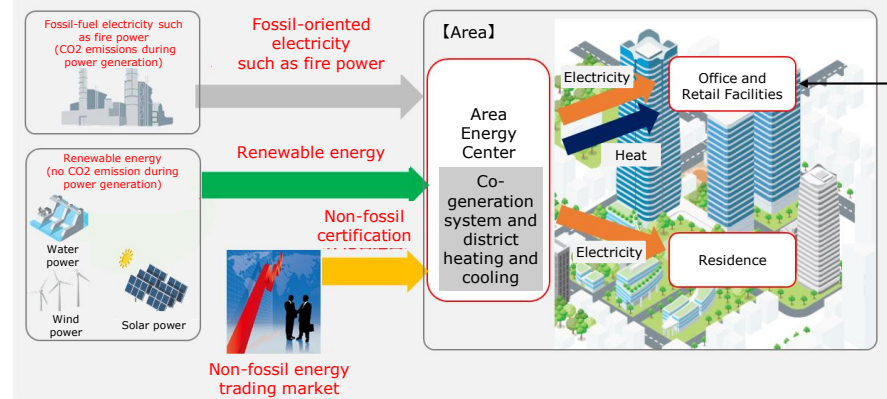 Fossil-fuel electricity such
as fire power
(CO2 emissions during
power generation)
Fossil-oriented
electricity
such as fire power
【Area】
Electricity
Office and
Retail Facilities
Area
Energy
Center
Heat
Renewable energy
(no CO2 emission during
power generation)
Renewable energy
Co-
generation
system and
district
heating and
cooling
Non-fossil
certification
Water
power
Electricity
Residence
Wind
power
Solar power
Non-fossil energy
trading market